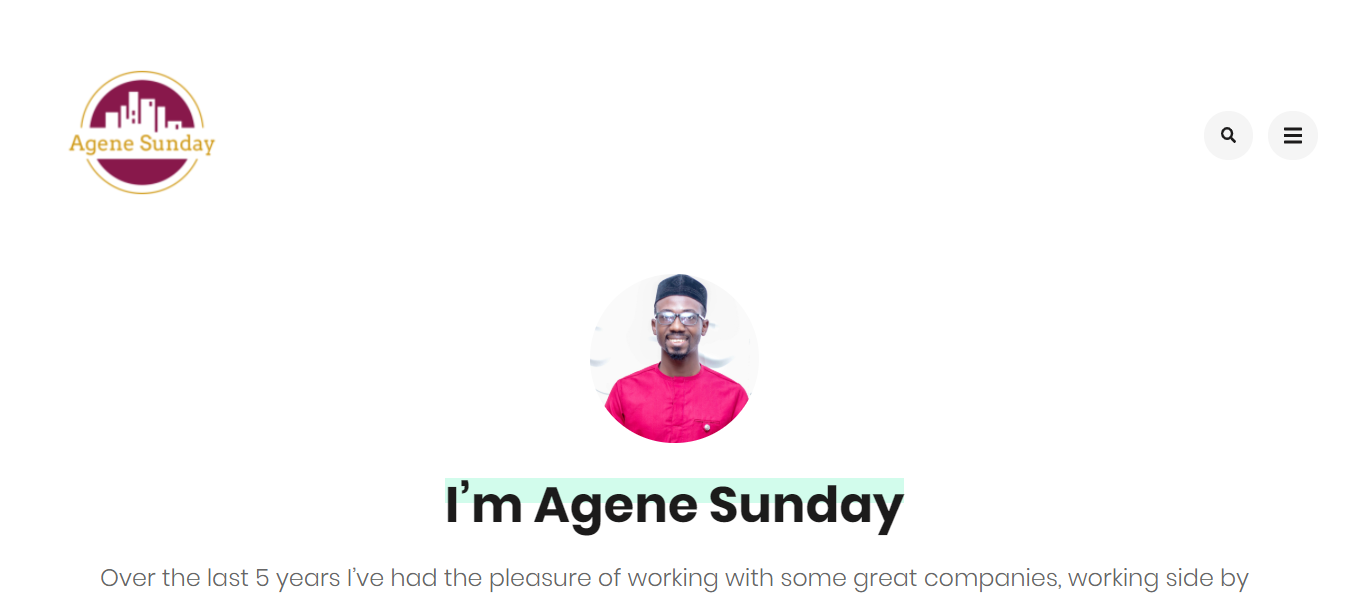 Agene Sunday
I’m Agene Sunday
Over the last 5 years I’ve had the pleasure of working with some great companies, working side by